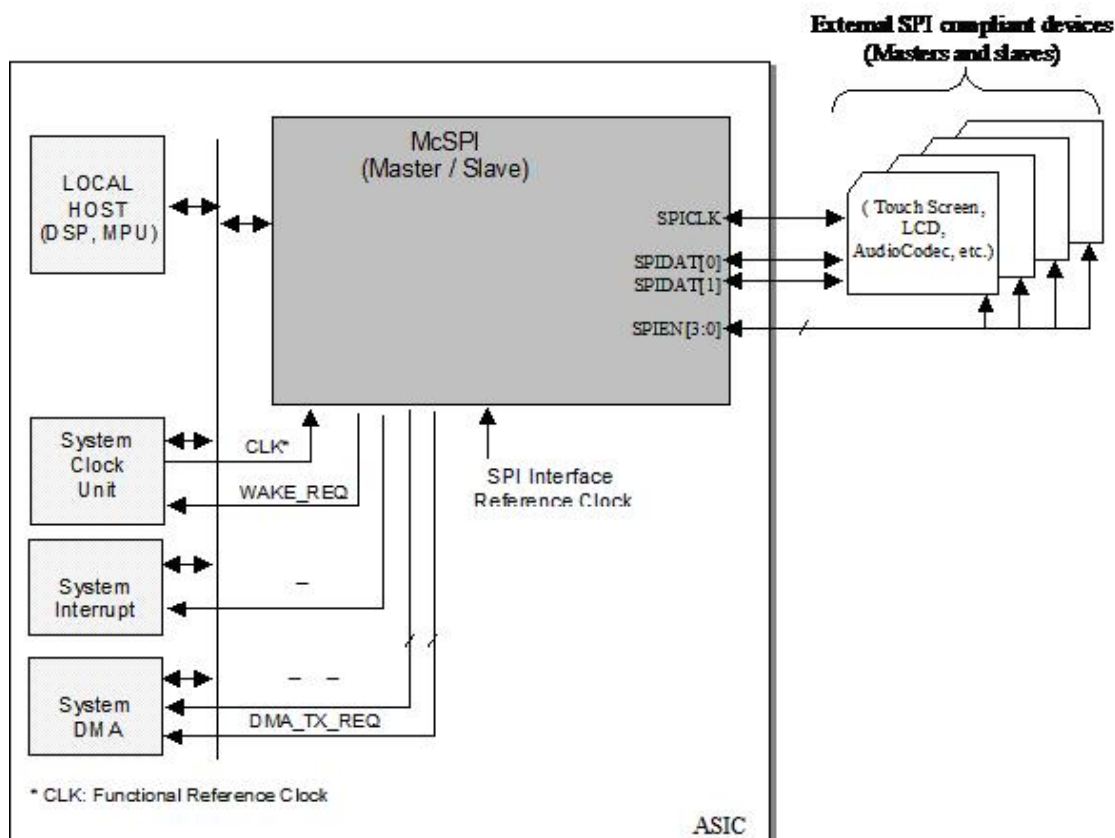 External SPI compliant devices
(Masters and slaves)
McSPI
(Master / Slave)
LOCAL
HOST
(DSP, MPU)
SPICLK
SPIDAT[0]
SPIDAT[1]
SPIEN[3:0]
( Touch Screen,
LCD,
AudioCodec, etc.)
System
Clock
Unit
CLK*
WAKE_REQ
SPI Interface
Reference Clock
System
Interrupt
System
DMA
DMA_TX_REQ
* CLK: Functional Reference Clock
ASIC